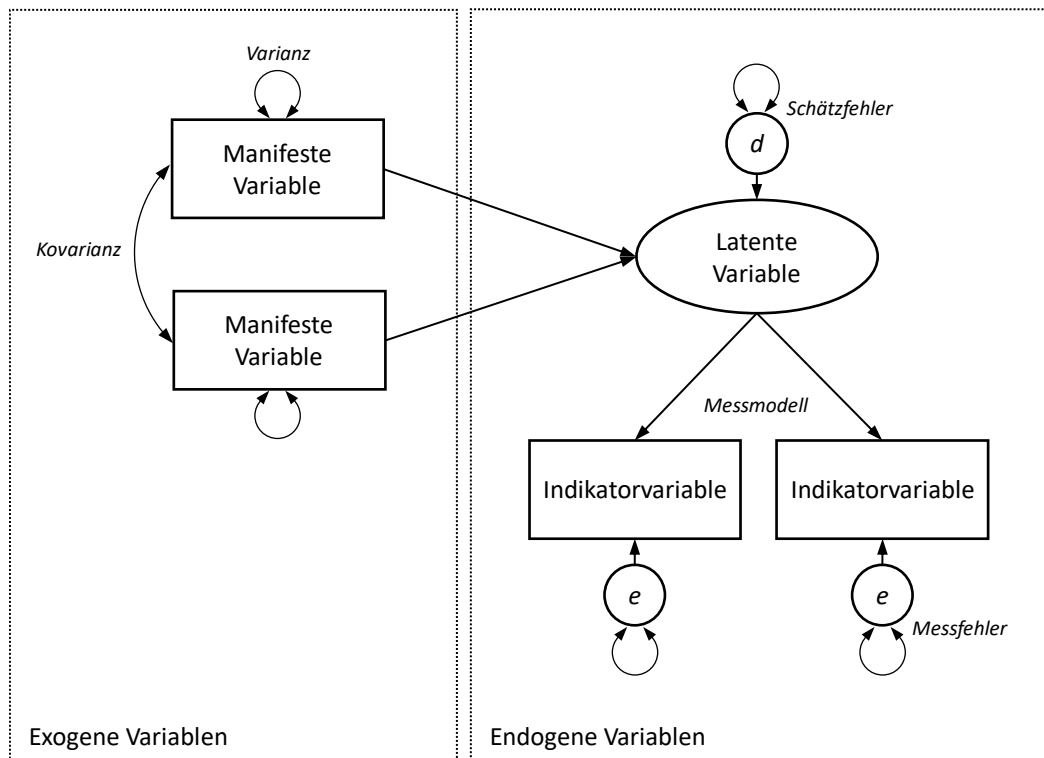 Varianz
Manifeste
Variable
Kovarianz
Manifeste
Variable
Exogene Variablen
Schätzfehler
d
Latente
Variable
Messmodell
Indikatorvariable
Indikatorvariable
e
e
Messfehler
Endogene Variablen